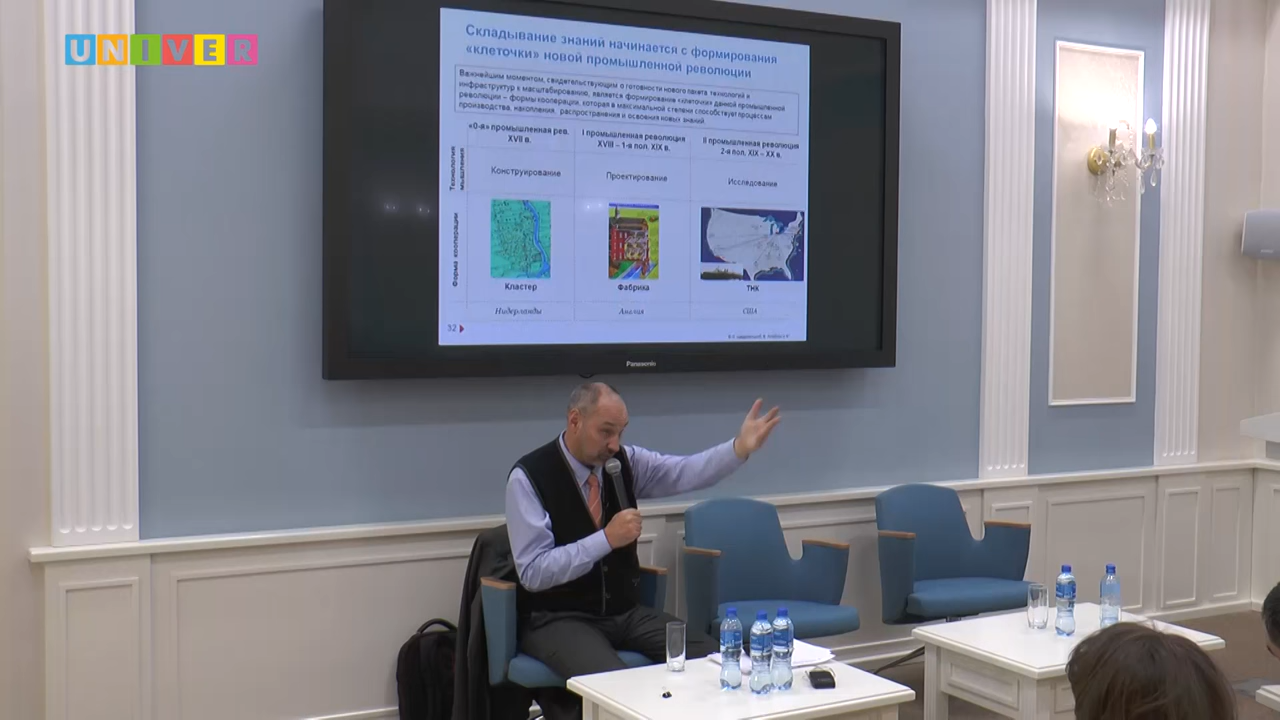 UNIVER
Складывание знаний начинается с формирования
«клеточки» новой промышленной революции
Важнейшим моментом, свидетельствующим о готовности нового пакета технологий и
инфраструктур к масштабированию, является формирование «клеточки» данной промышленной
революции – формы кооперации, которая в максимальной степени способствует процессам
производства, накопления, распространения и освоения новых знаний.
«0-я» промышленная рев.
XVII в.
I промышленная революция
XVIII – 1-я пол. XIX в.
II промышленная революция
2-я пол. XIX – XX в.
Технология
мышления
Конструирование
Проектирование
Исследование
Форма кооперации
Кластер
Фабрика
ТНК
Нидерланды
Англия
США
32
Panasonic